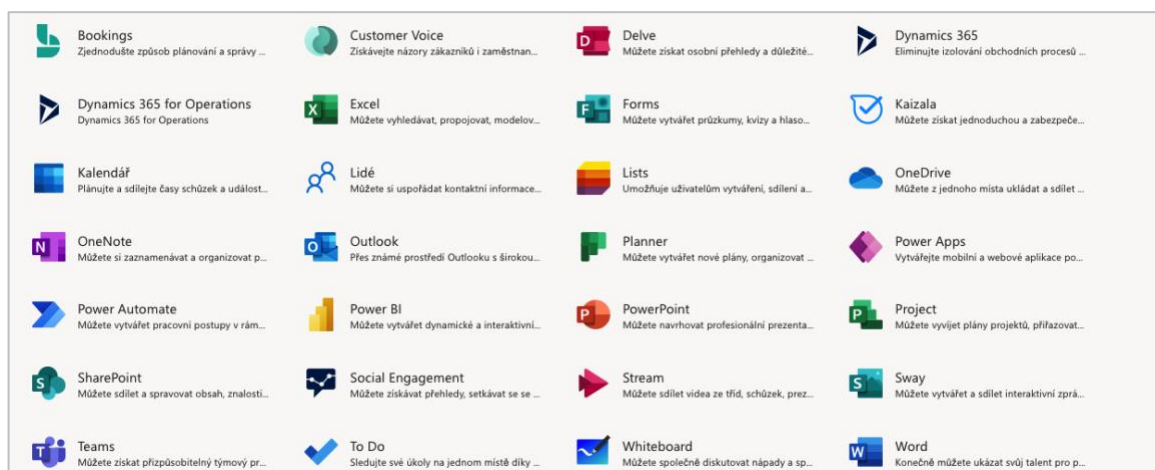 Bookings
Zjednodušte způsob plánování a správy ...
Customer Voice
Získávejte názory zákazníků i zaměstnan...
Delve
Můžete získat osobní přehledy a důležité...
Dynamics 365
Eliminujte izolování obchodních procesů ...
Dynamics 365 for Operations
Dynamics 365 for Operations
Excel
Můžete vyhledávat, propojovat, modelov...
Forms
Můžete vytvářet průzkumy, kvízy a hlaso...
Kaizala
Můžete získat jednoduchou a zabezpeče...
Kalendář
Plánujte a sdílejte časy schůzek a událost...
Lidé
Můžete si uspořádat kontaktní informace...
Lists
Umožňuje uživatelům vytváření, sdílení a...
OneDrive
Můžete z jednoho místa ukládat a sdílet ...
OneNote
Můžete si zaznamenávat a organizovat p...
Outlook
Přes známé prostředí Outlooku s širokou...
Planner
Můžete vytvářet nové plány, organizovat ...
Power Apps
Vytvářejte mobilní a webové aplikace po...
Power Automate
Můžete vytvářet pracovní postupy v rám...
Power BI
Můžete vytvářet dynamické a interaktivní...
PowerPoint
Můžete navrhovat profesionální prezenta...
Project
Můžete vyvíjet plány projektů, přiřazovat...
SharePoint
Můžete sdílet a spravovat obsah, znalosti...
Social Engagement
Můžete získávat přehledy, setkávat se se ...
Stream
Můžete sdílet videa ze tříd, schůzek, prez...
Sway
Můžete vytvářet a sdílet interaktivní zprá...
Teams
Můžete získat přizpůsobitelný týmový pr...
To Do
Sledujte své úkoly na jednom místě díky ...
Whiteboard
Můžete společně diskutovat nápady a sp...
Word
Konečně můžete ukázat svůj talent pro p...